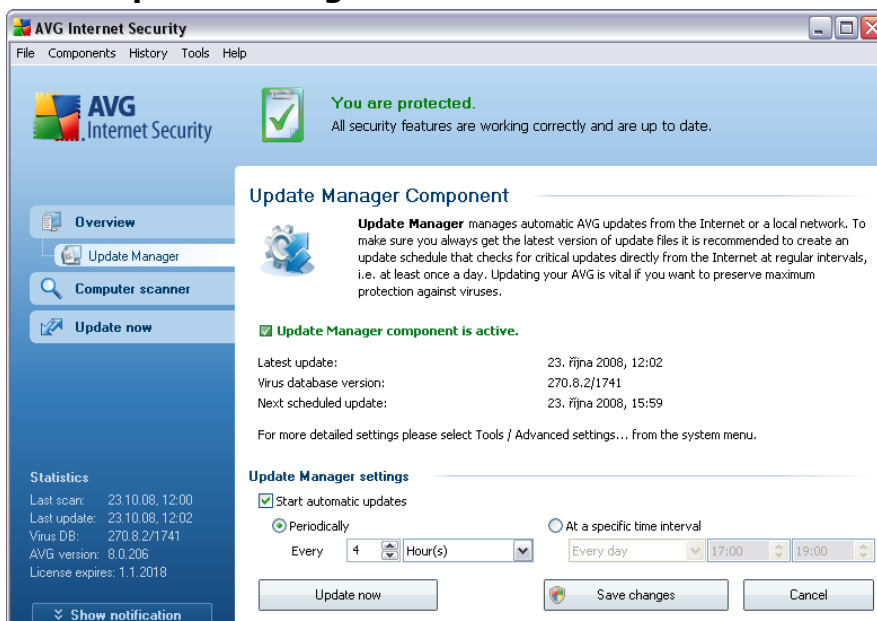 AVG Internet Security
File Components History Tools Help
AVG
Internet Security
You are protected.
All security features are working correctly and are up to date.
Overview
Update Manager
Computer scanner
Update now
Update Manager Component
Update Manager manages automatic AVG updates from the Internet or a local network. To
make sure you always get the latest version of update files it is recommended to create an
update schedule that checks for critical updates directly from the Internet at regular intervals,
i.e. at least once a day. Updating your AVG is vital if you want to preserve maximum
protection against viruses.
Update Manager component is active.
Latest update: 23. října 2008, 12:02
Virus database version: 270.8.2/1741
Next scheduled update: 23. října 2008, 15:59
For more detailed settings please select Tools / Advanced settings... from the system menu.
Update Manager settings
Start automatic updates
Periodically
Every 4 Hour(s)
At a specific time interval
Every day 17:00 19:00
Update now
Save changes
Cancel
Statistics
Last scan: 23.10.08, 12:00
Last update: 23.10.08, 12:02
Virus DB: 270.8.2/1741
AVG version: 8.0.206
License expires: 1.1.2018
Show notification